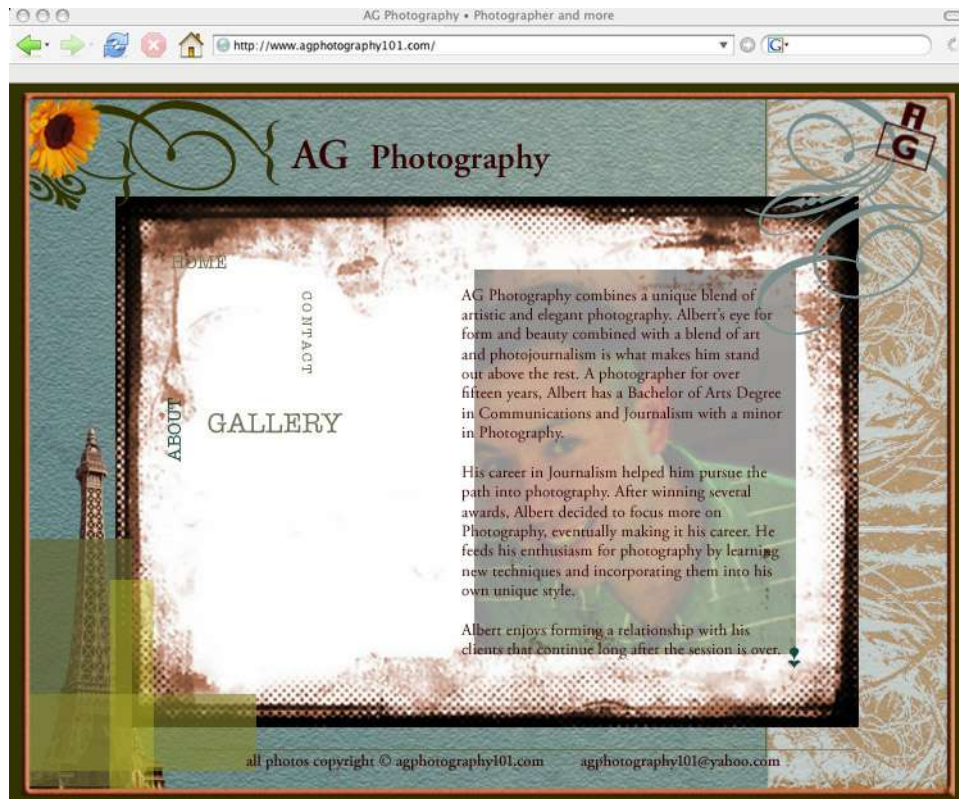 AG Photography • Photographer and more
http://www.agphotography101.com/
G
AG Photography
A
G
HOME
CONTACT
ABOUT
GALLERY
AG Photography combines a unique blend of
artistic and elegant photography. Albert's eye for
form and beauty combined with a blend of art
and photojournalism is what makes him stand
out above the rest. A photographer for over
fifteen years, Albert has a Bachelor of Arts Degree
in Communications and Journalism with a minor
in Photography.
His career in Journalism helped him pursue the
path into photography. After winning several
awards, Albert decided to focus more on
Photography, eventually making it his career. He
feeds his enthusiasm for photography by learning
new techniques and incorporating them into his
own unique style.
Albert enjoys forming a relationship with his
clients that continue long after the session is over.
all photos copyright © agphotography101.com agphotography101@yahoo.com